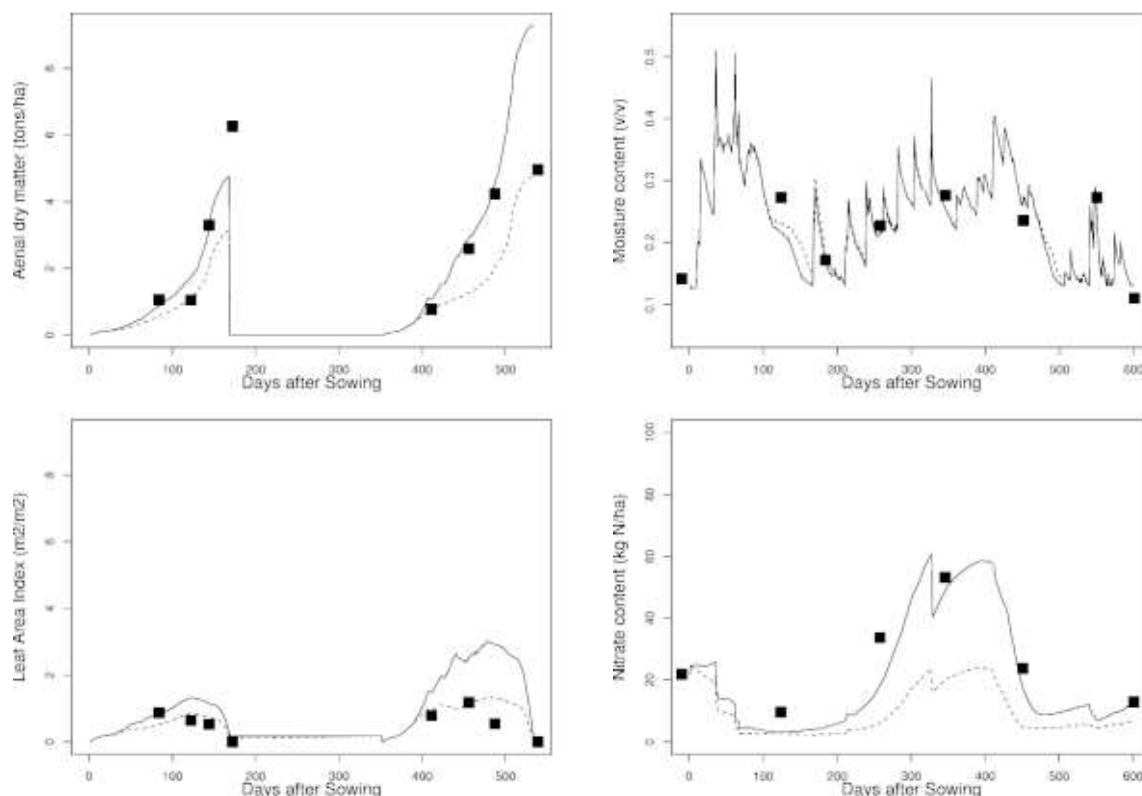 Aerial dry matter (tons/ha)
8
6
4
2
0
0 100 200 300 400 500
Days after Sowing
Moisture content (v/v)
0.5
0.4
0.3
0.2
0.1
0 100 200 300 400 500 600
Days after Sowing
Leaf Area Index (m2/m2)
8
6
4
2
0
0 100 200 300 400 500
Days after Sowing
Nitrate content (kg N/ha)
100
80
60
40
20
0
0 100 200 300 400 500 600
Days after Sowing